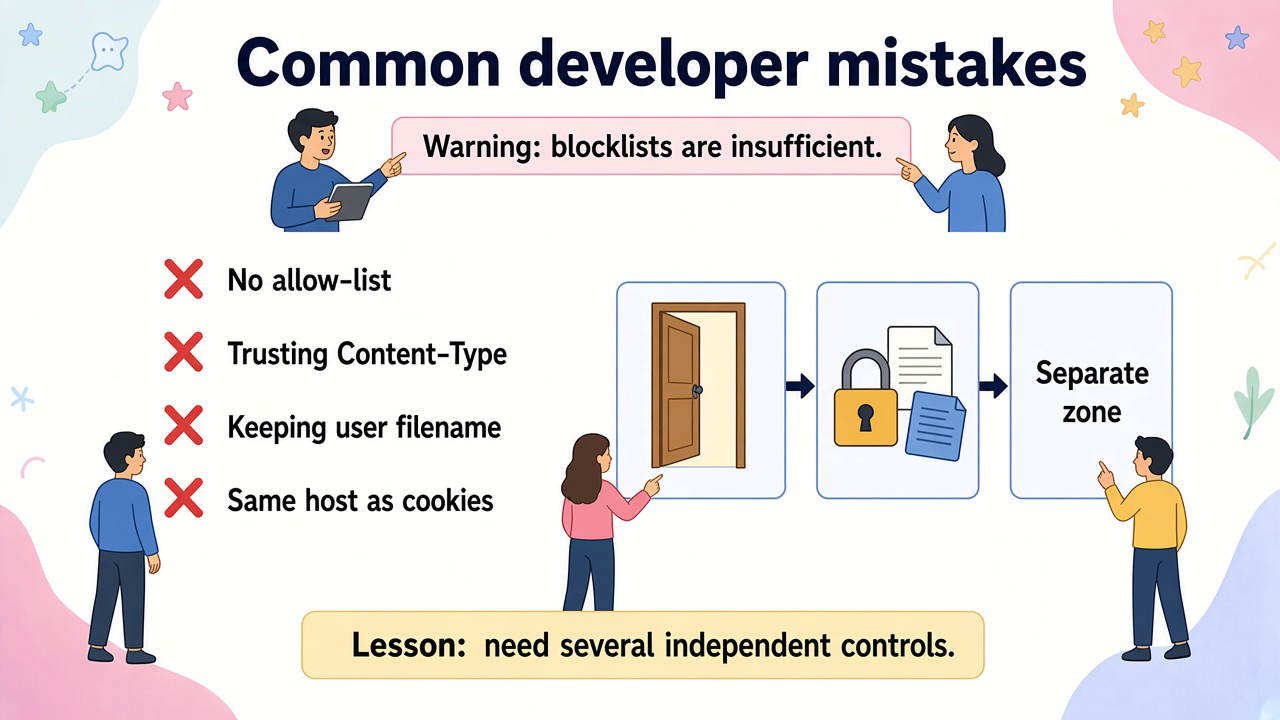 Common developer mistakes
Warning: blocklists are insufficient.
No allow-list
Trusting Content-Type
Keeping user filename
Same host as cookies
Separate
zone
Lesson: need several independent controls.